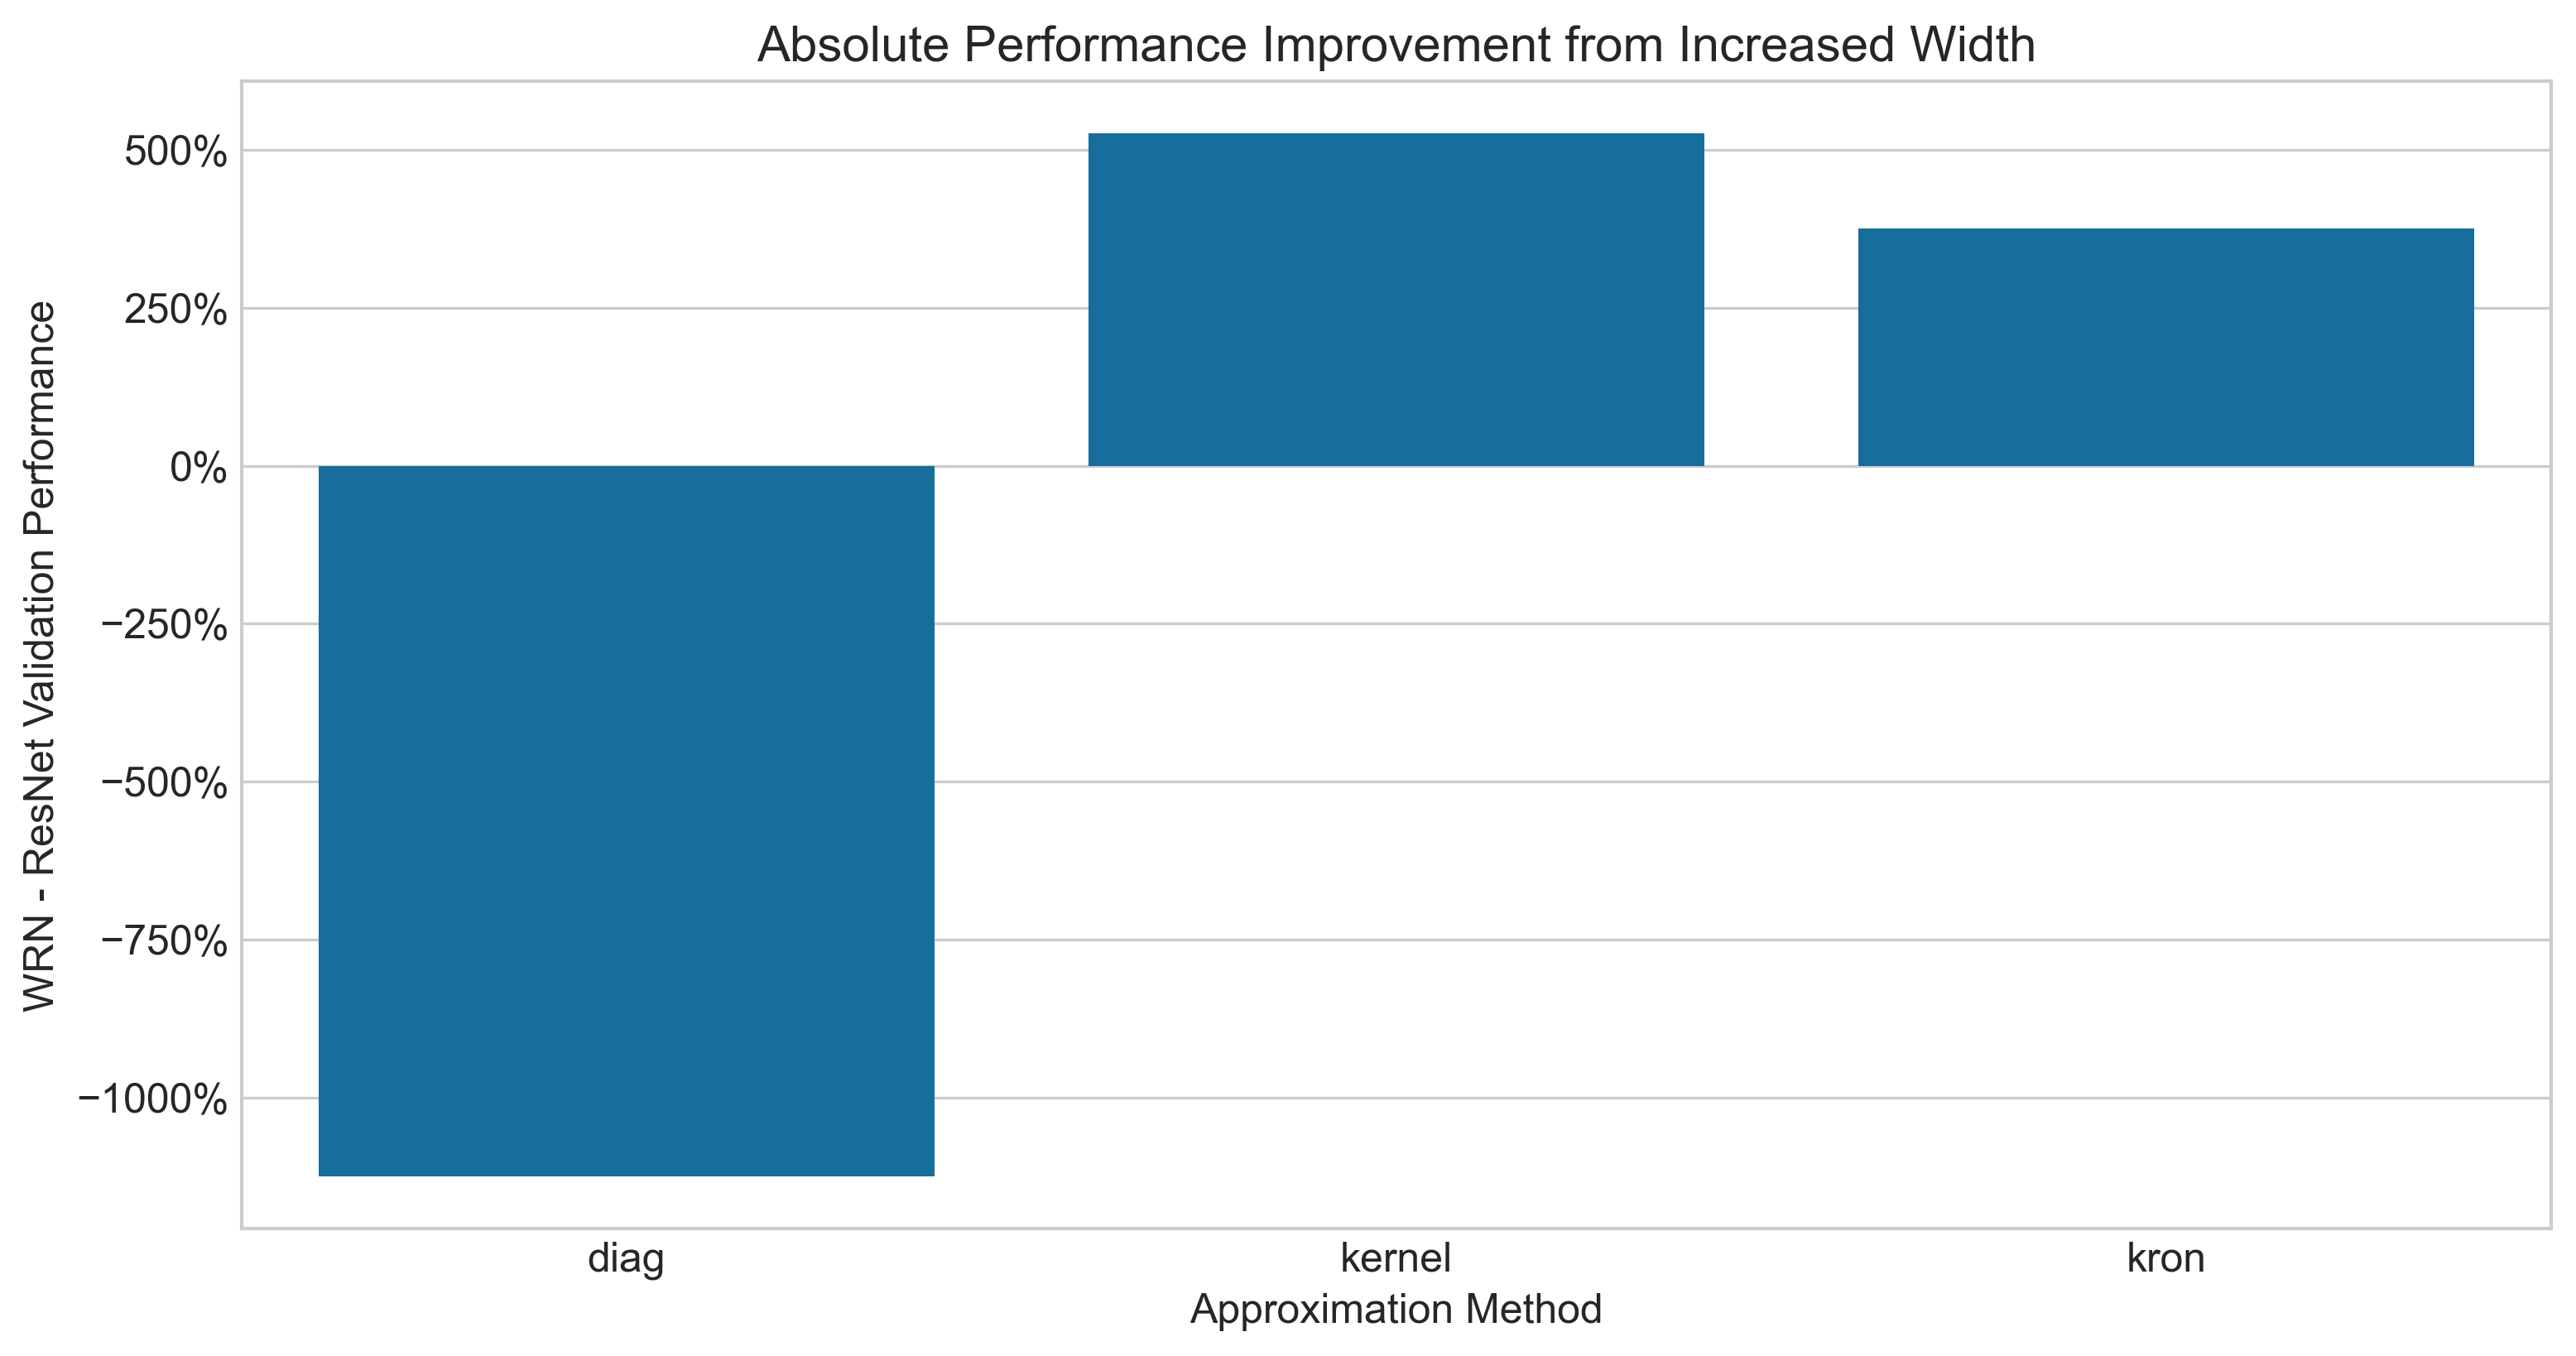 Absolute Performance Improvement from Increased Width
WRN - ResNet Validation Performance
500%
250%
0%
−250%
−500%
−750%
−1000%
diag
kernel
kron
Approximation Method